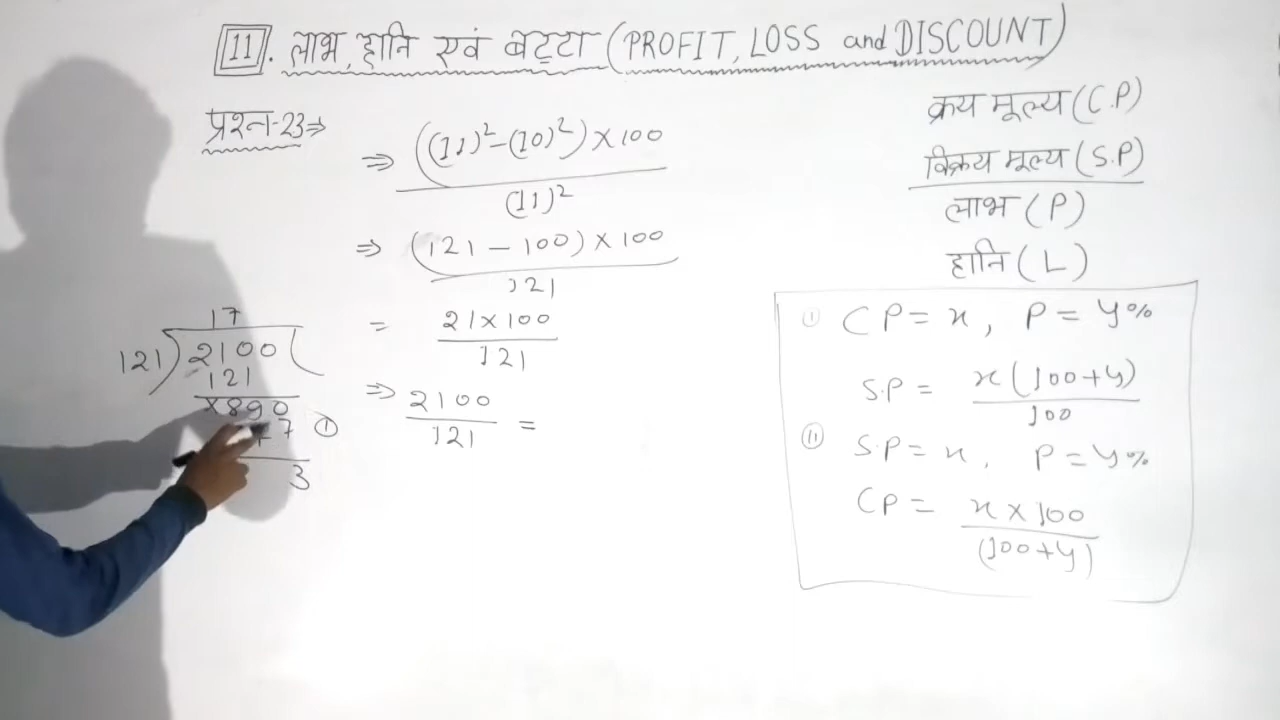 11. लाभ, हानि एवं बट्टा (PROFIT, LOSS and DISCOUNT)
प्रश्न-23⇒
⇒ ((11)²-(10)²)×100
(11)²
⇒ (121 - 100)×100
121
= 21×100
121
⇒ 2100
121 =
17
121)2100(
121
×890
7 ①
3
क्रय मूल्य (C.P)
विक्रय मूल्य (S.P)
लाभ (P)
हानि (L)
① CP = x, P = y%
S.P = x(100+y)
100
② S.P = x, P = y%
CP = x × 100
(100+y)